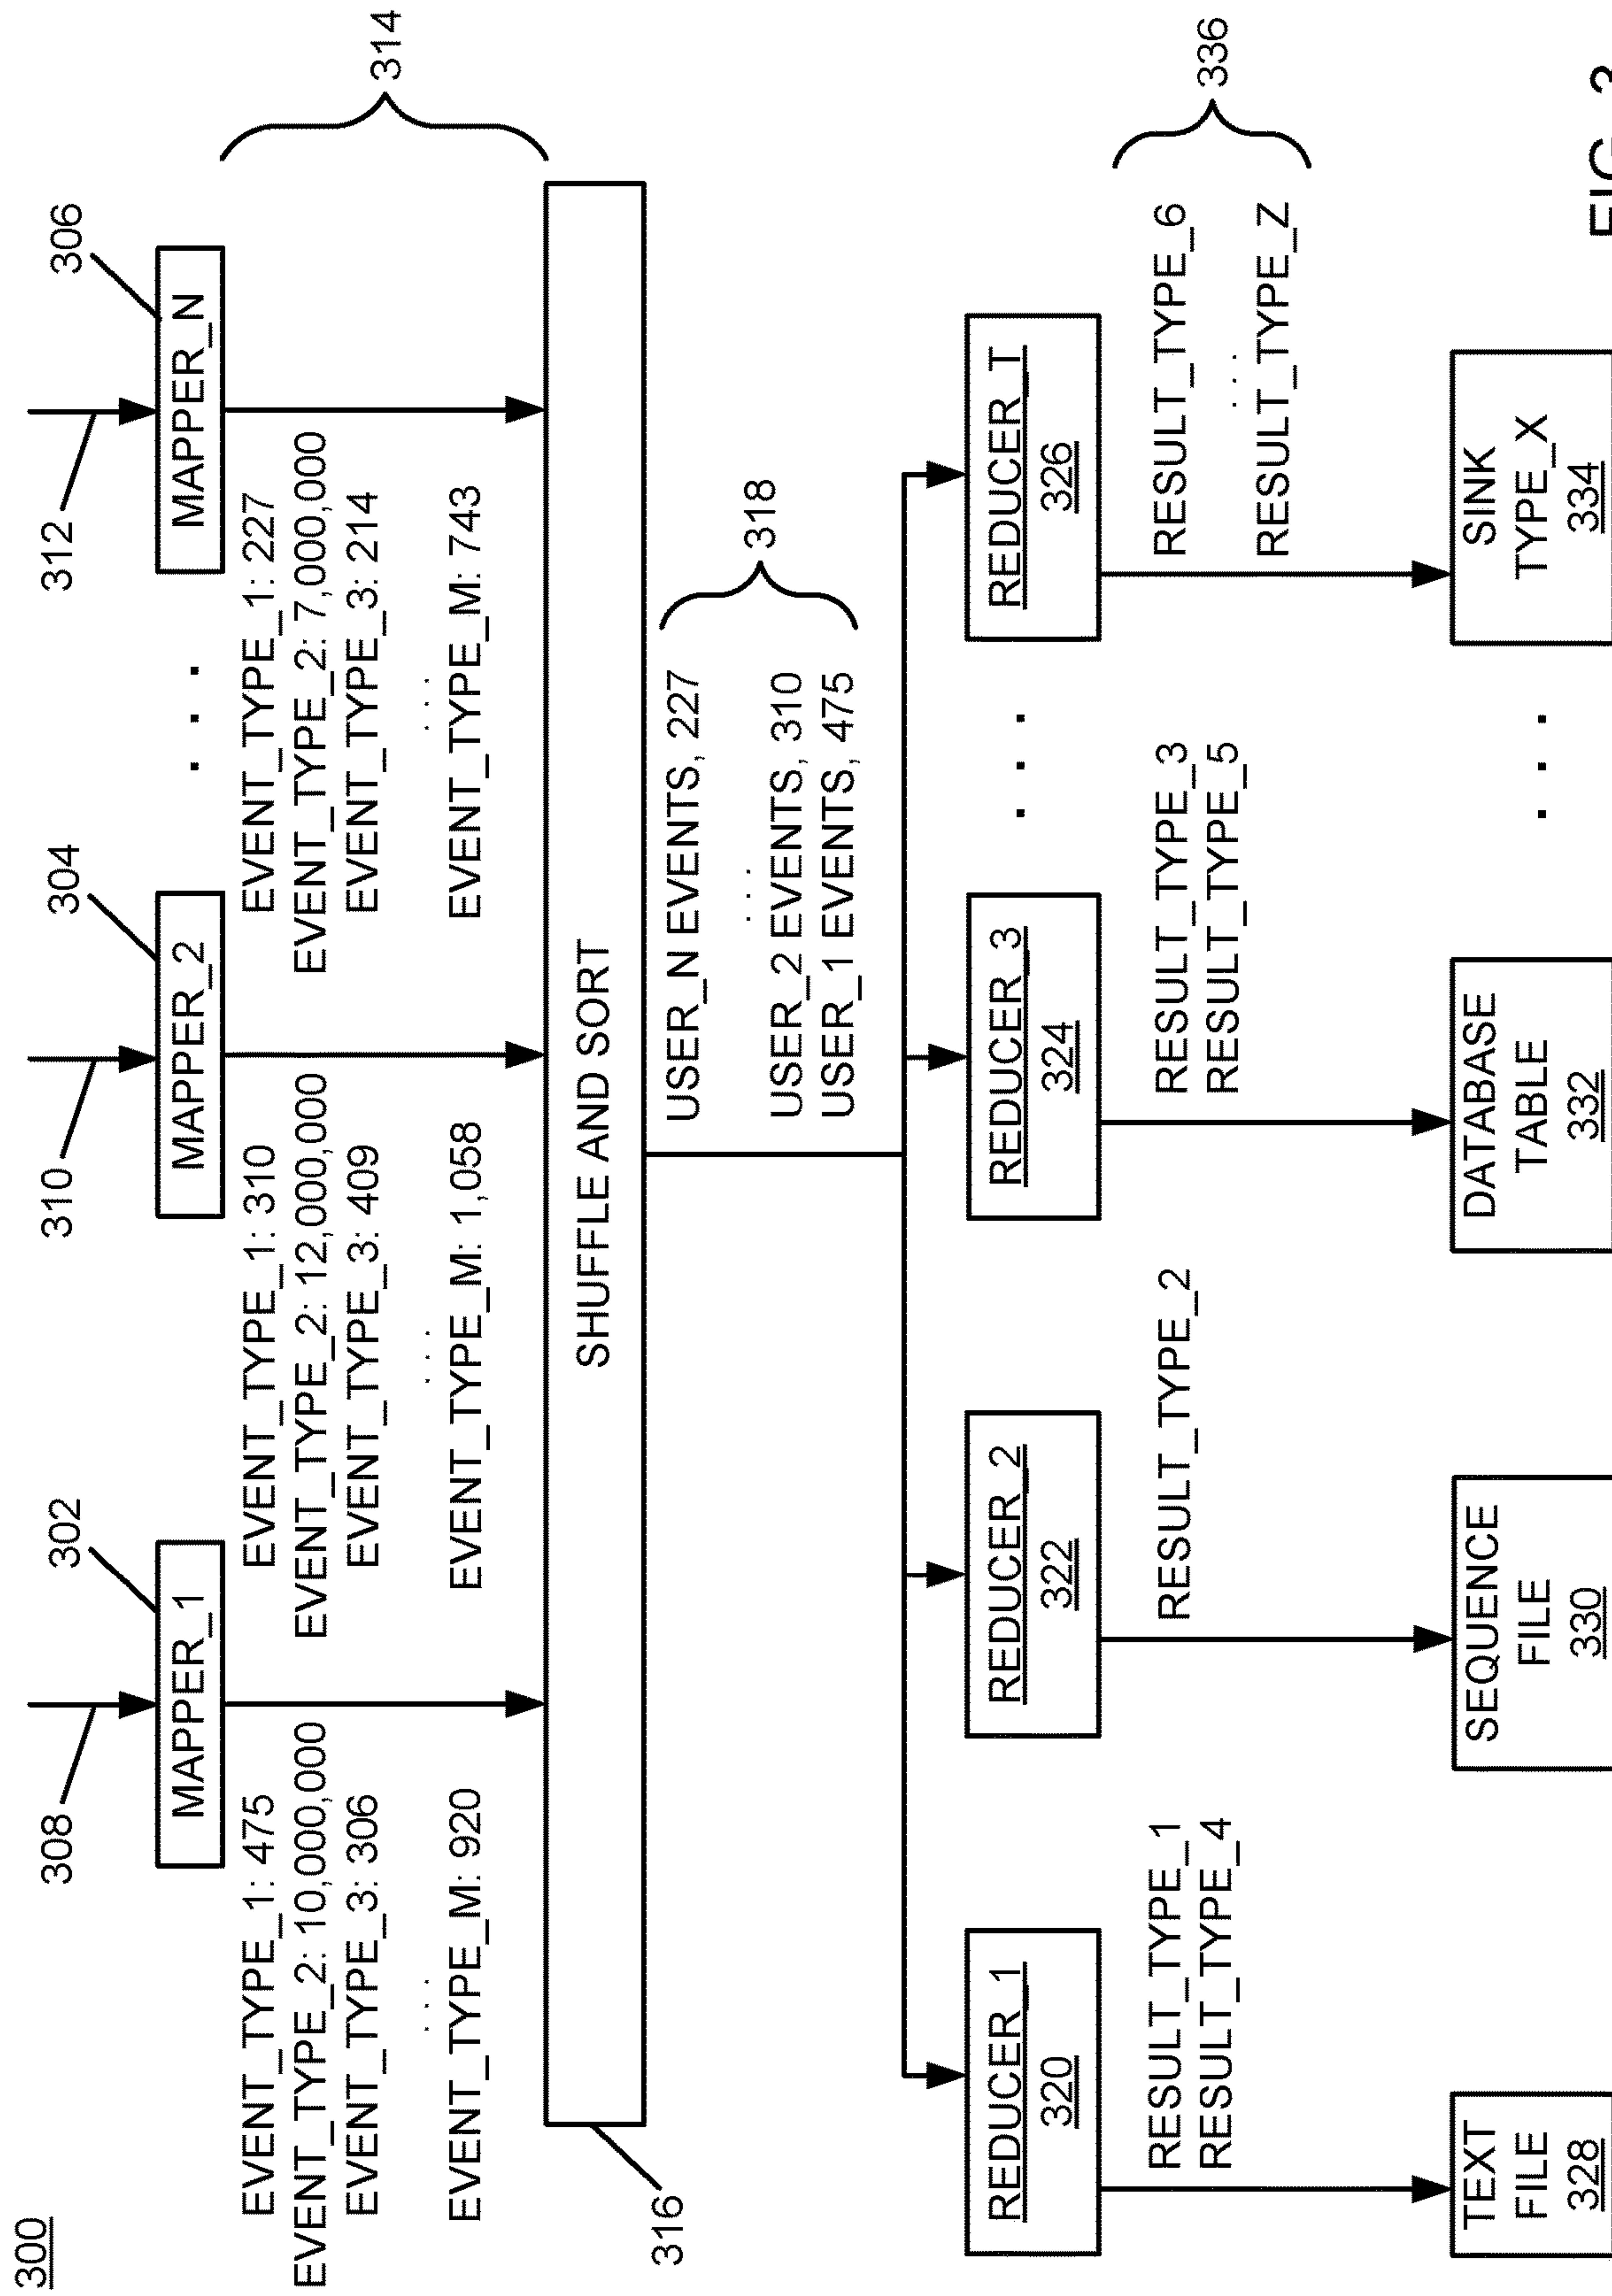 300
308
310
312
302
304
306
MAPPER_1
MAPPER_2
. . .
MAPPER_N
EVENT_TYPE_1: 475
EVENT_TYPE_2: 10,000,000
EVENT_TYPE_3: 306
. . .
EVENT_TYPE_M: 920
EVENT_TYPE_1: 310
EVENT_TYPE_2: 12,000,000
EVENT_TYPE_3: 409
. . .
EVENT_TYPE_M: 1,058
EVENT_TYPE_1: 227
EVENT_TYPE_2: 7,000,000
EVENT_TYPE_3: 214
. . .
EVENT_TYPE_M: 743
314
SHUFFLE AND SORT
316
USER_N EVENTS, 227
. . .
USER_2 EVENTS, 310
USER_1 EVENTS, 475
318
REDUCER_1
320
REDUCER_2
322
REDUCER_3
324
. . .
REDUCER_T
326
RESULT_TYPE_1
RESULT_TYPE_4
RESULT_TYPE_2
RESULT_TYPE_3
RESULT_TYPE_5
RESULT_TYPE_6
. . .
RESULT_TYPE_Z
336
TEXT
FILE
328
SEQUENCE
FILE
330
DATABASE
TABLE
332
. . .
SINK
TYPE_X
334
FIG. 3